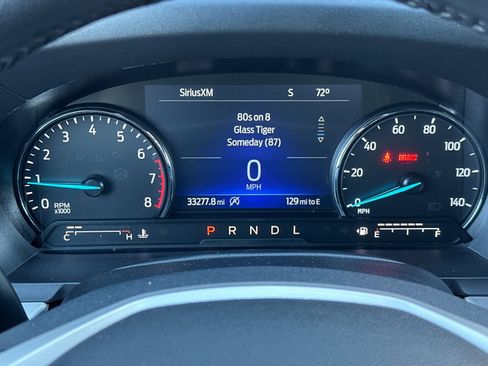 SiriusXM S 72°
80s on 8
Glass Tiger
Someday (87)
0
MPH
33277.8 mi 129 mi to E
0 1 2 3 4 5 6 7 8
RPM
x1000
0 20 40 60 80 100 120 140
BRAKE
MPH
C H
P R N D L
E F